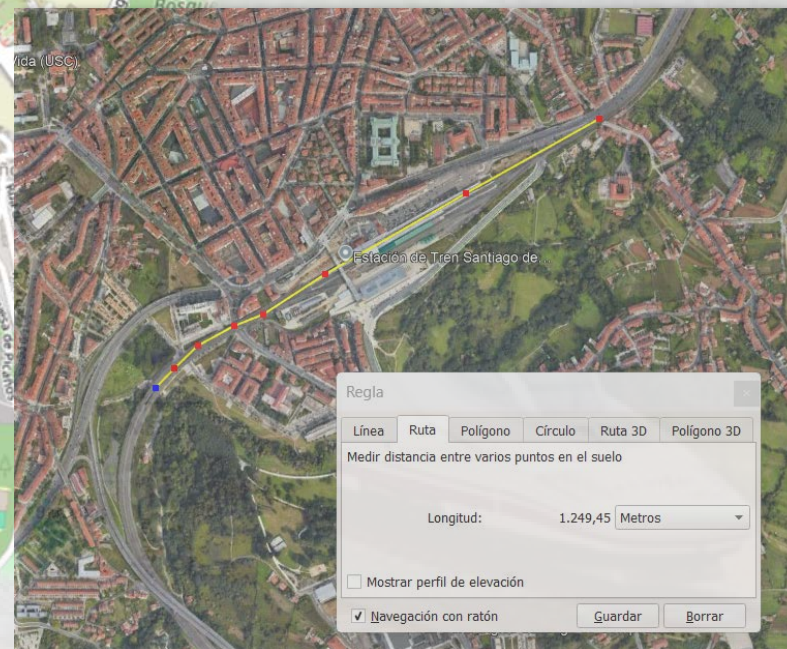 Bosque
Vida (USC)
Estación de Tren Santiago de...
Regla
Línea
Ruta
Polígono
Círculo
Ruta 3D
Polígono 3D
Medir distancia entre varios puntos en el suelo
Longitud: 1.249,45 Metros
Mostrar perfil de elevación
Navegación con ratón
Guardar
Borrar